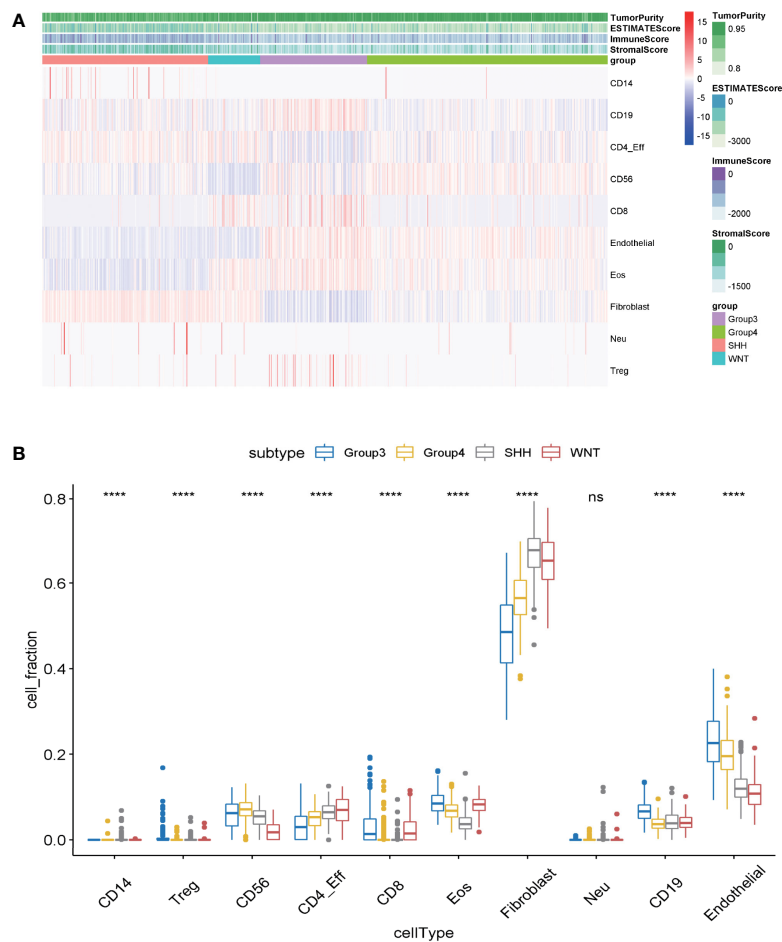 A
TumorPurity
ESTIMATEScore
ImmuneScore
StromalScore
group
CD14
CD19
CD4_Eff
CD56
CD8
Endothelial
Eos
Fibroblast
Neu
Treg
15
10
5
0
-5
-10
-15
TumorPurity
0.95
0.8
ESTIMATEScore
0
-3000
ImmuneScore
0
-2000
StromalScore
0
-1500
group
Group3
Group4
SHH
WNT
B
subtype Group3 Group4 SHH WNT
**** **** **** **** **** **** **** ns **** ****
0.8
0.6
0.4
0.2
0.0
cell_fraction
CD14 Treg CD56 CD4_Eff CD8 Eos Fibroblast Neu CD19 Endothelial
cellType